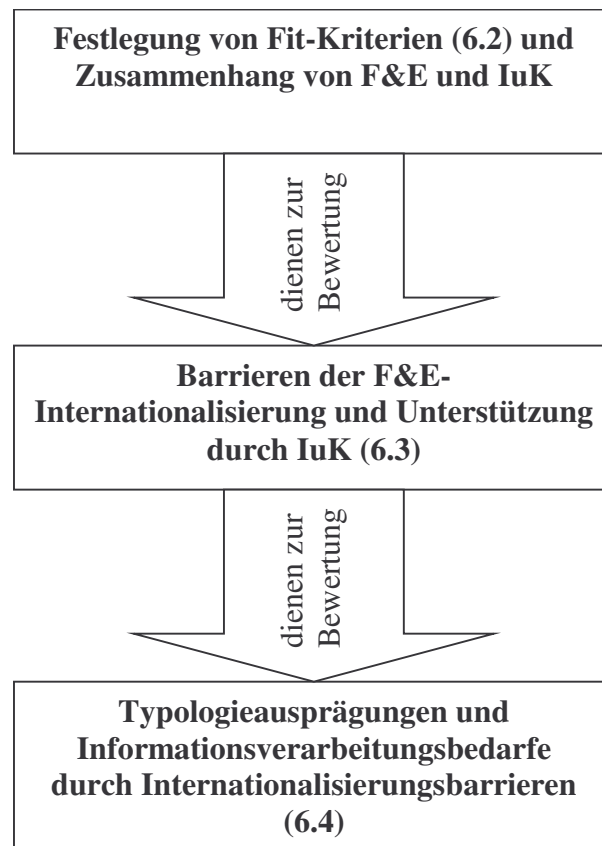 Festlegung von Fit-Kriterien (6.2) und
Zusammenhang von F&E und IuK
dienen zur
Bewertung
Barrieren der F&E-
Internationalisierung und Unterstützung
durch IuK (6.3)
dienen zur
Bewertung
Typologieausprägungen und
Informationsverarbeitungsbedarfe
durch Internationalisierungsbarrieren
(6.4)